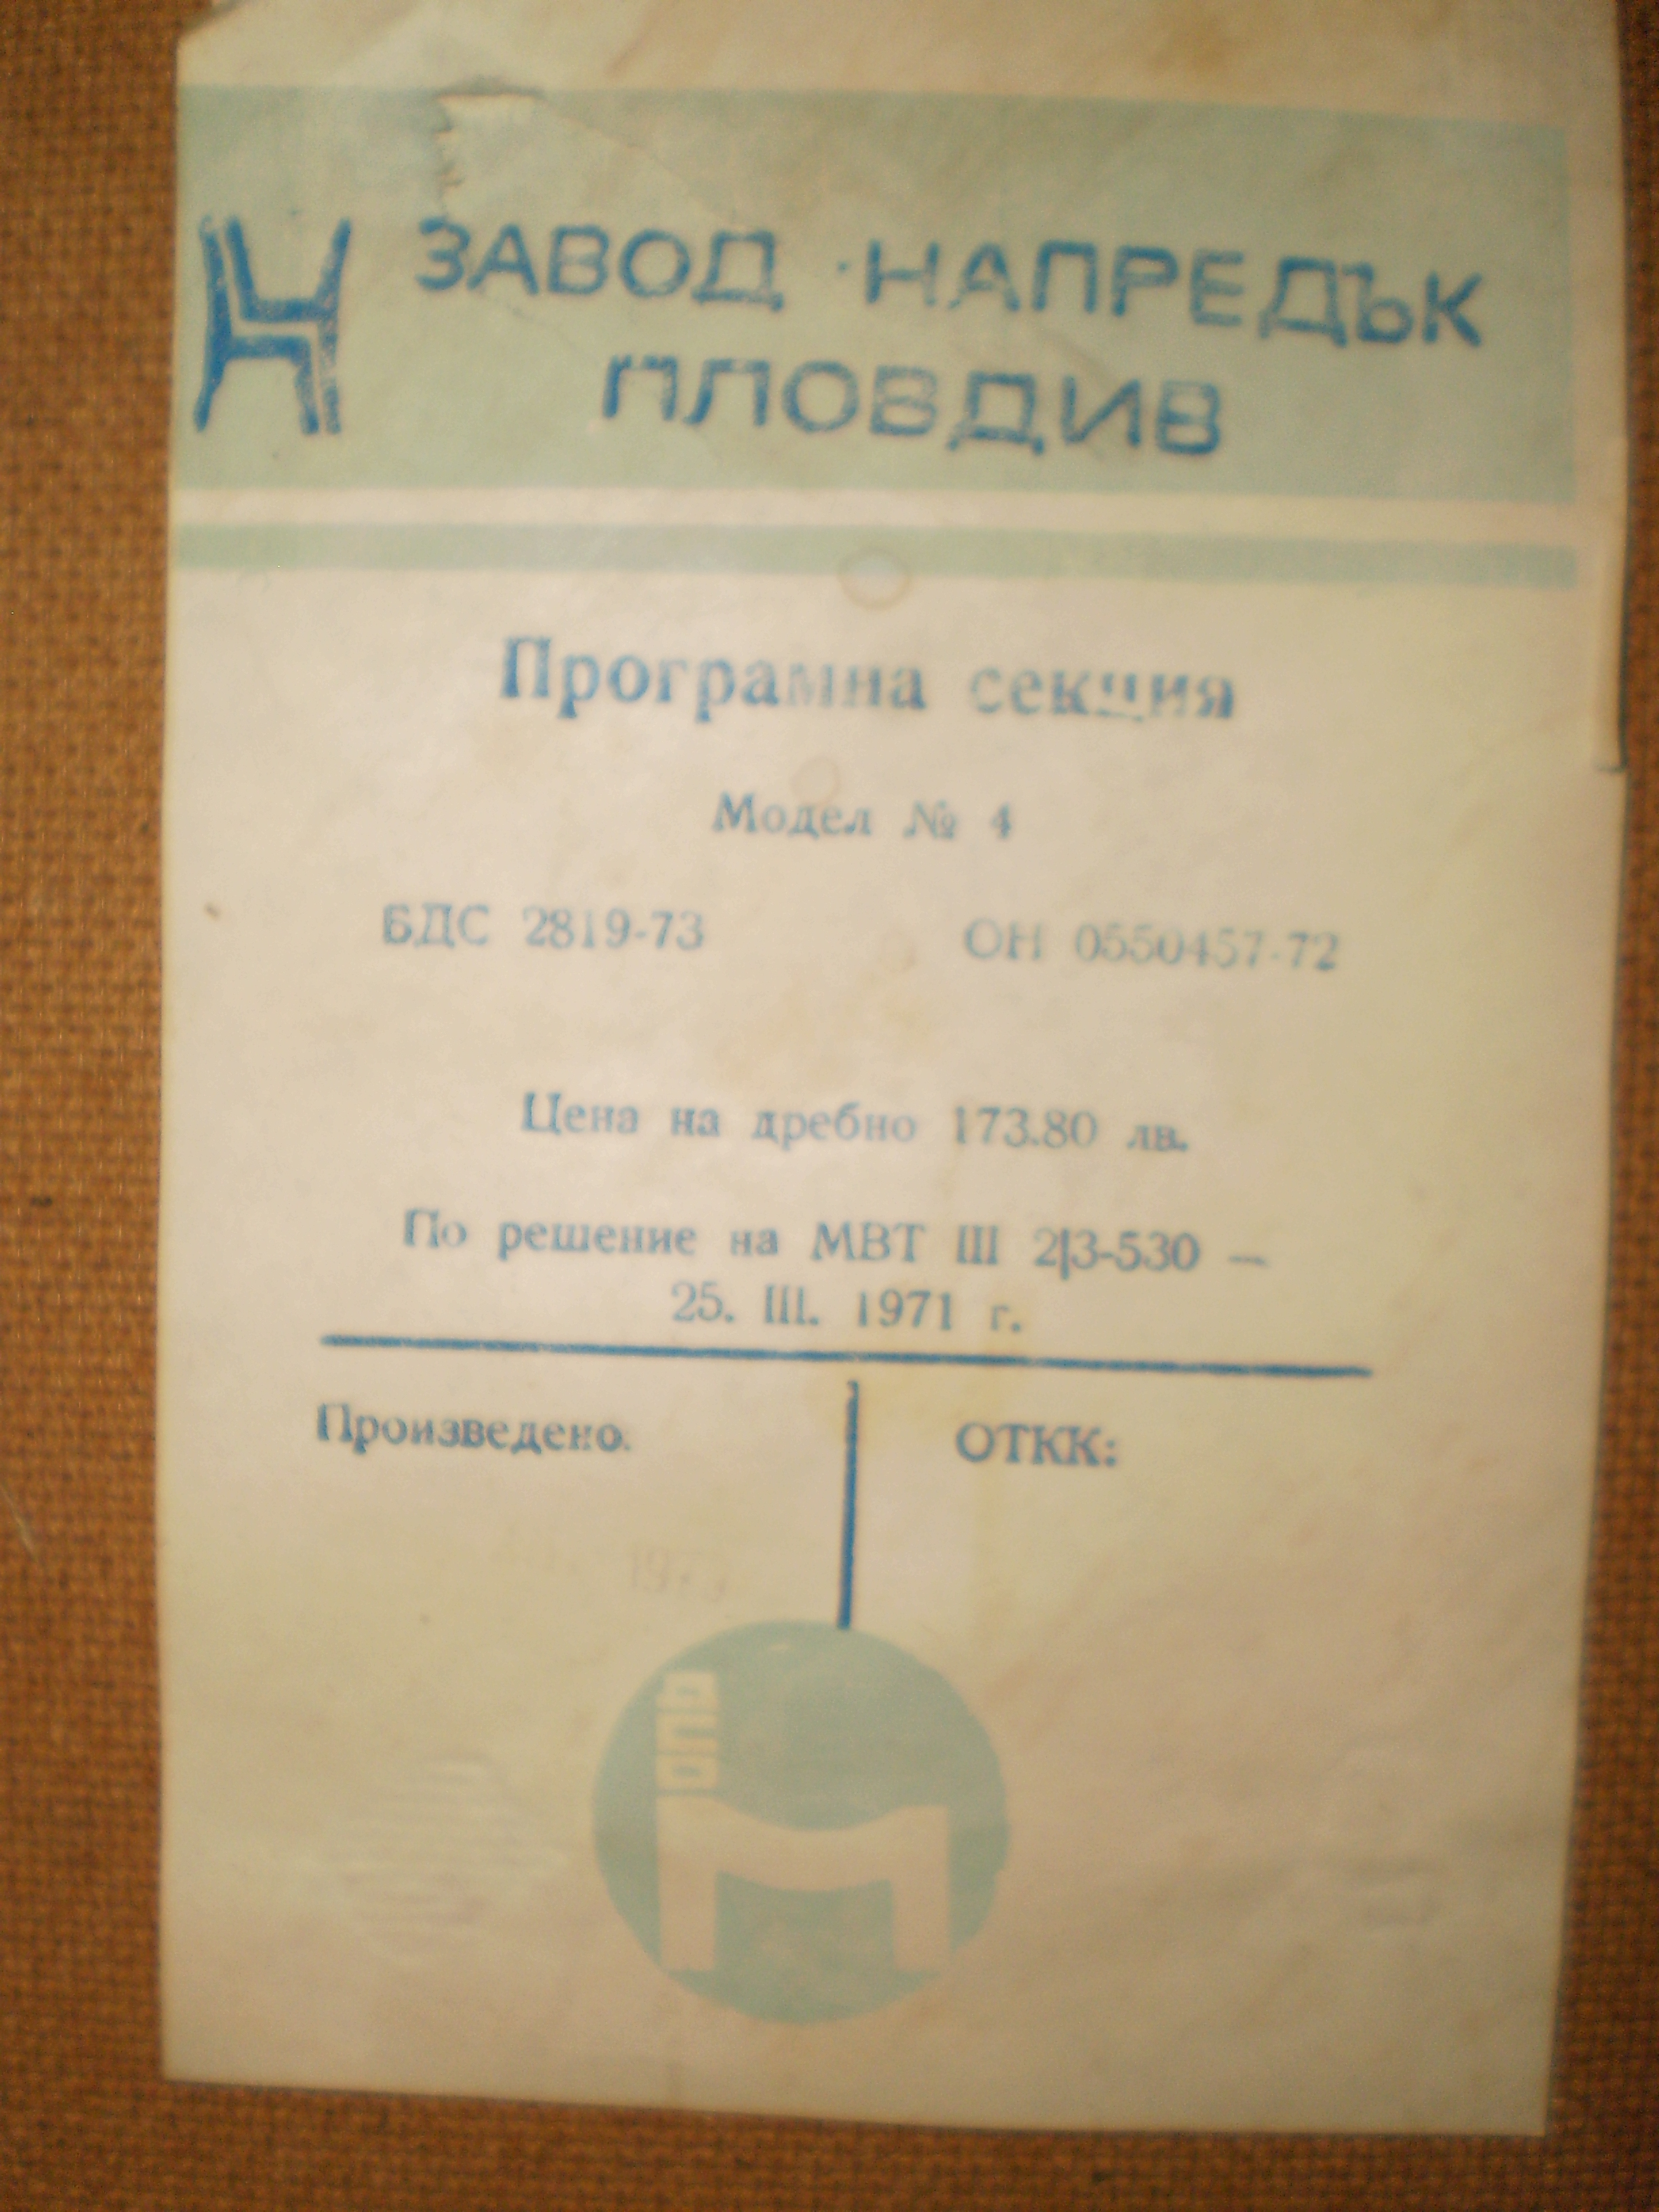 ЗАВОД ·НАПРЕДЪК
ПЛОВДИВ
Програмна секция
Модел № 4
БДС 2819-73 ОН 0550457-72
Цена на дребно 173.80 лв.
По решение на МВТ III 2|3-530 —
25. III. 1971 г.
Произведено: ОТКК: